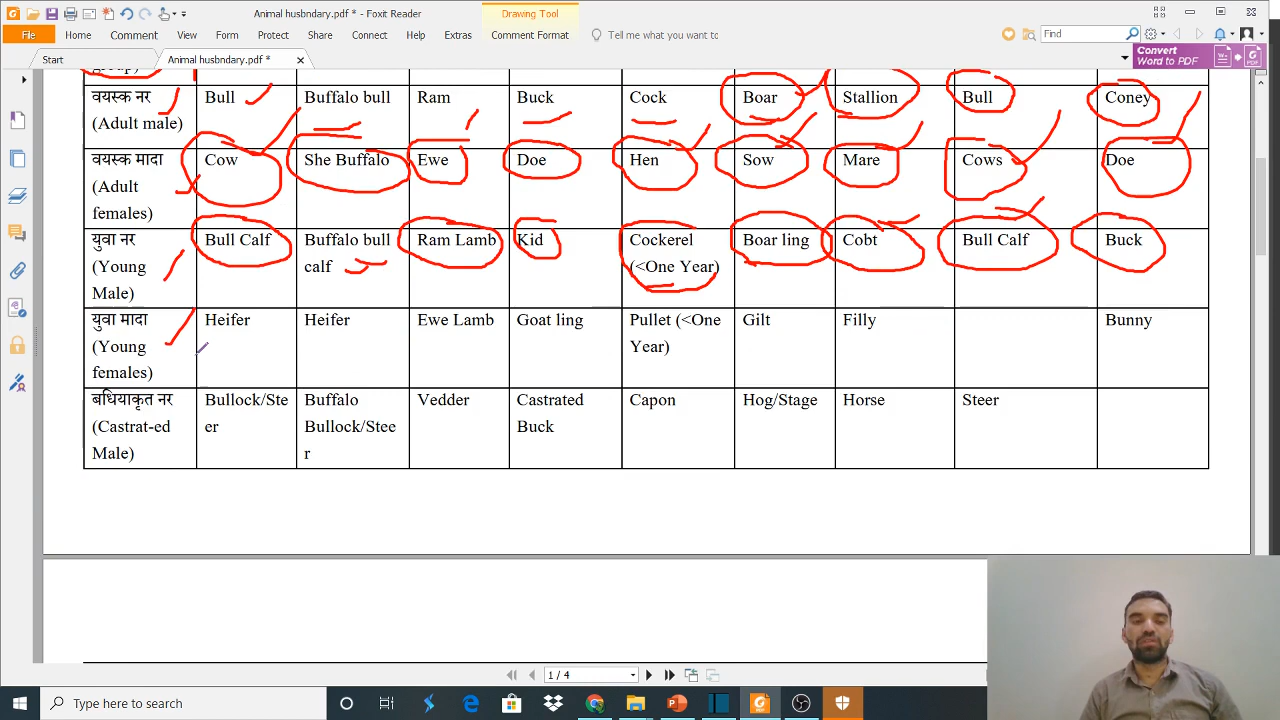 Animal husbndary.pdf * - Foxit Reader
Drawing Tool
File Home Comment View Form Protect Share Connect Help Extras Comment Format Tell me what you want to Find
Start Animal husbndary.pdf *
Convert
Word to PDF
group)
वयस्क नर Bull Buffalo bull Ram Buck Cock Boar Stallion Bull Coney
(Adult male)
वयस्क मादा Cow She Buffalo Ewe Doe Hen Sow Mare Cows Doe
(Adult
females)
युवा नर Bull Calf Buffalo bull Ram Lamb Kid Cockerel Boar ling Cobt Bull Calf Buck
(Young calf (<One Year)
Male)
युवा मादा Heifer Heifer Ewe Lamb Goat ling Pullet (<One Gilt Filly Bunny
(Young Year)
females)
बधियाकृत नर Bullock/Ste Buffalo Vedder Castrated Capon Hog/Stage Horse Steer
(Castrat-ed er Bullock/Stee Buck
Male) r
1 / 4
Type here to search